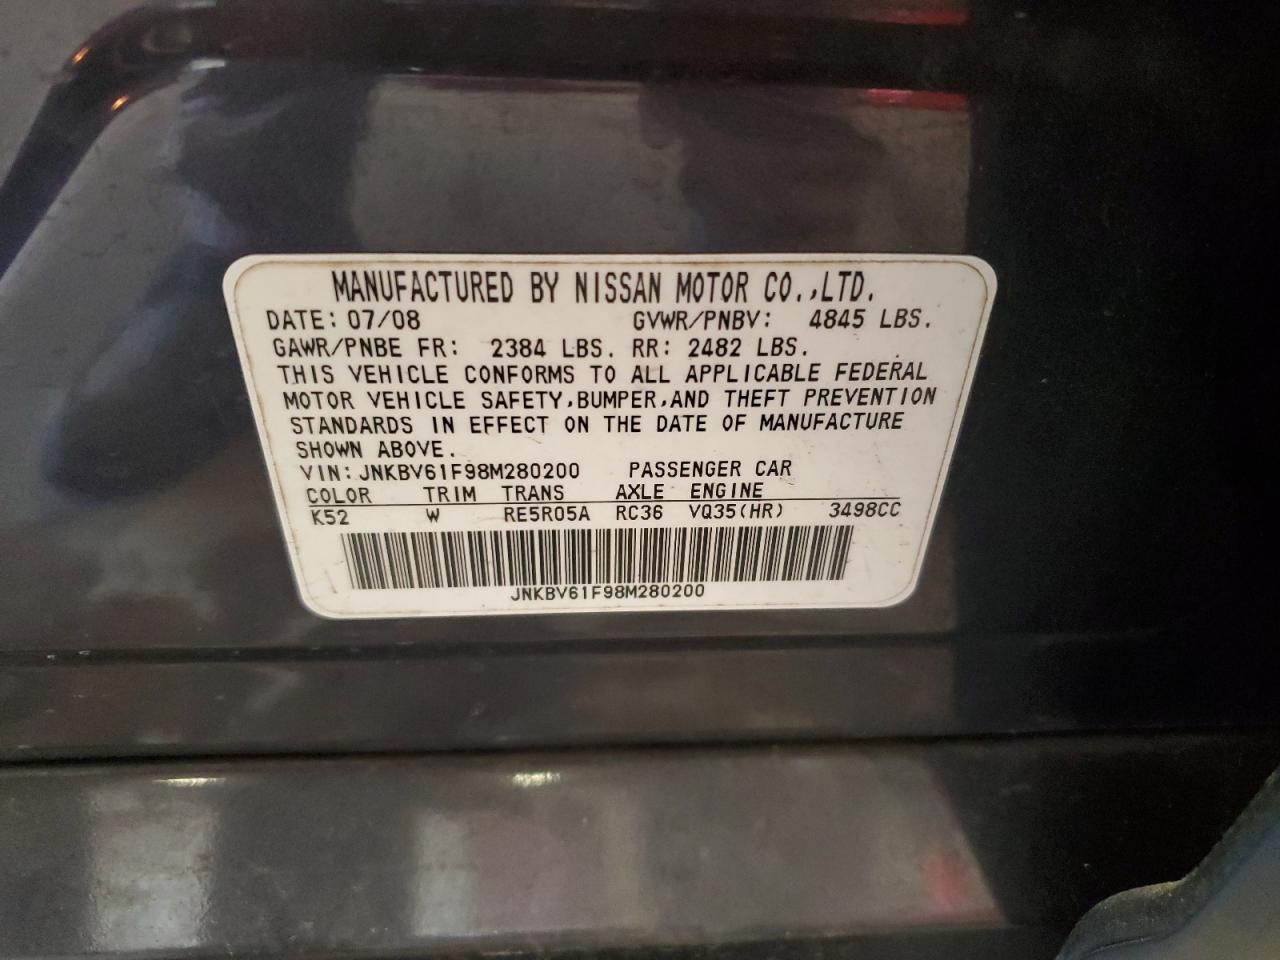 MANUFACTURED BY NISSAN MOTOR CO.,LTD.
DATE: 07/08 GVWR/PNBV: 4845 LBS.
GAWR/PNBE FR: 2384 LBS. RR: 2482 LBS.
THIS VEHICLE CONFORMS TO ALL APPLICABLE FEDERAL
MOTOR VEHICLE SAFETY,BUMPER,AND THEFT PREVENTION
STANDARDS IN EFFECT ON THE DATE OF MANUFACTURE
SHOWN ABOVE.
VIN: JNKBV61F98M280200 PASSENGER CAR
COLOR TRIM TRANS AXLE ENGINE
K52 W RE5R05A RC36 VQ35(HR) 3498CC
JNKBV61F98M280200